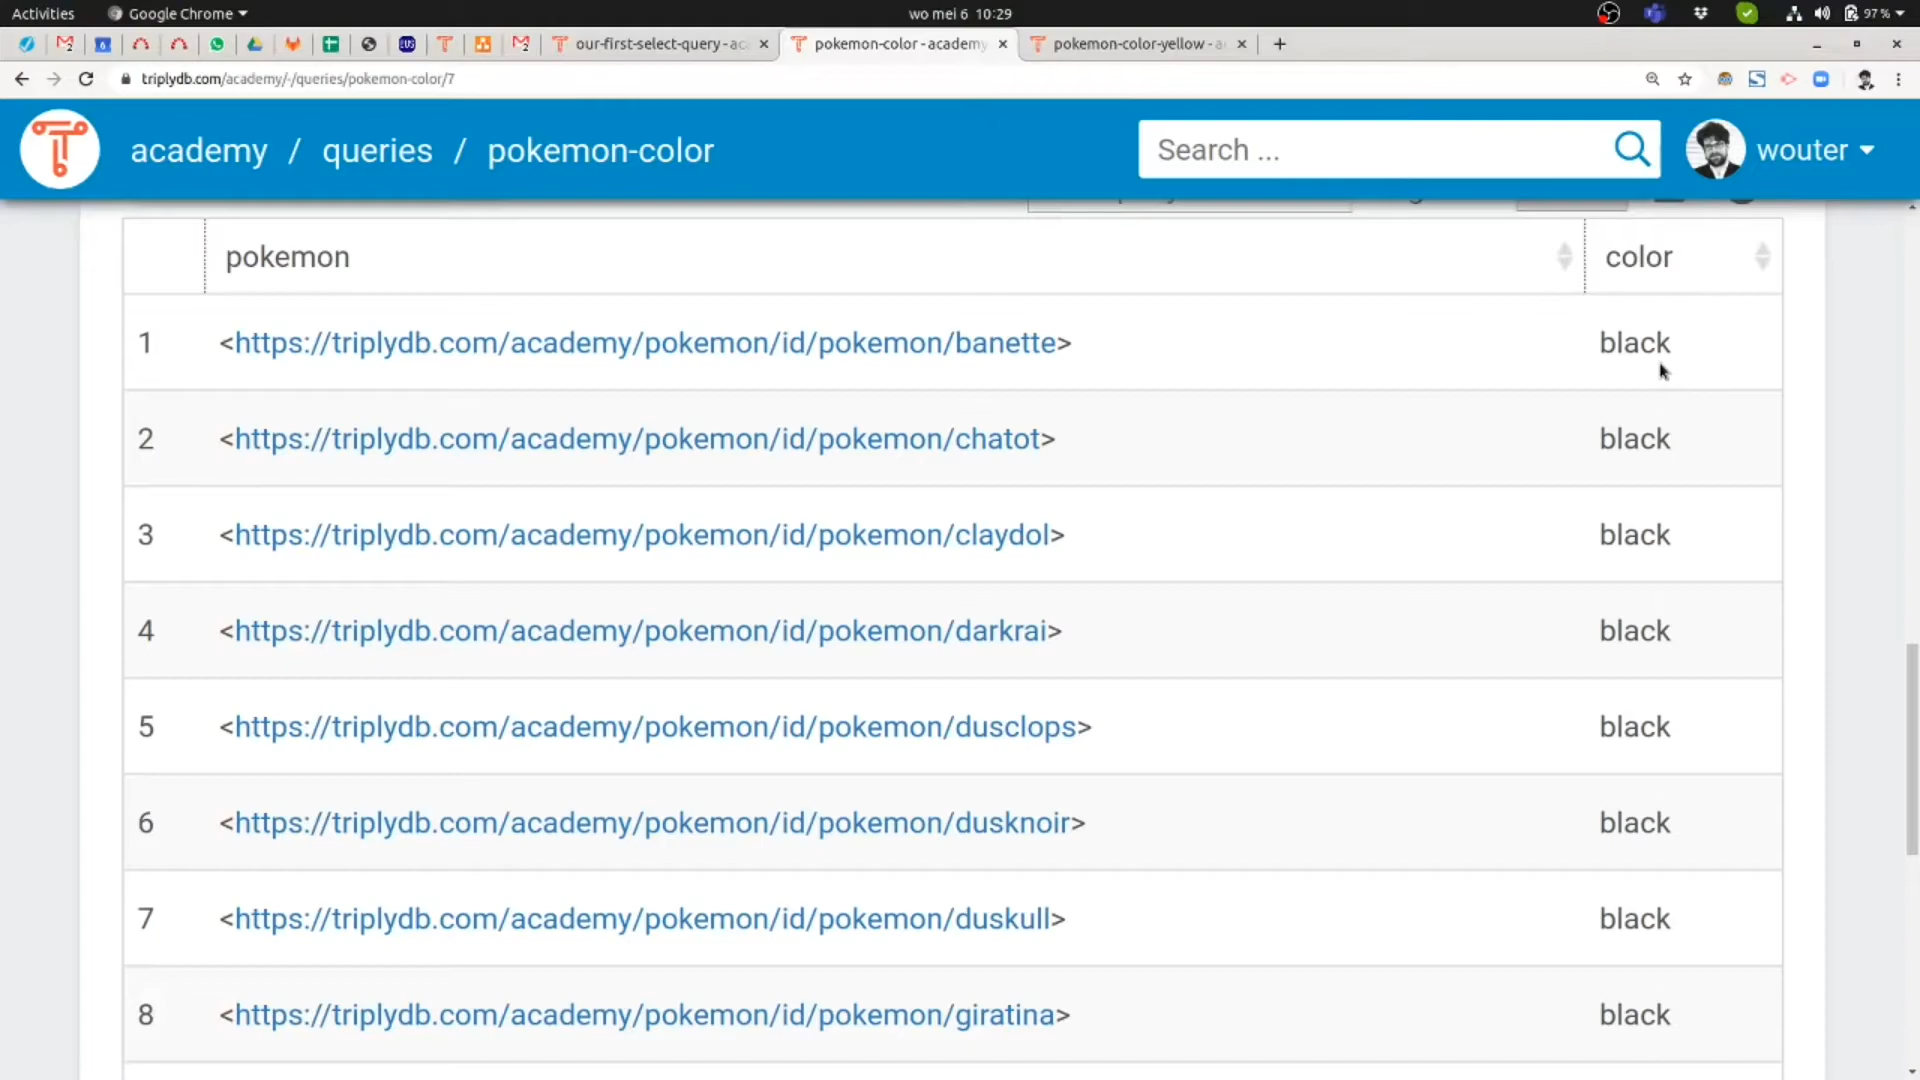 Activities Google Chrome wo mei 6 10:29 97 %
our-first-select-query - aca pokemon-color - academy pokemon-color-yellow - a
triplydb.com/academy/-/queries/pokemon-color/7
academy / queries / pokemon-color Search ... wouter
pokemon color
1 <https://triplydb.com/academy/pokemon/id/pokemon/banette> black
2 <https://triplydb.com/academy/pokemon/id/pokemon/chatot> black
3 <https://triplydb.com/academy/pokemon/id/pokemon/claydol> black
4 <https://triplydb.com/academy/pokemon/id/pokemon/darkrai> black
5 <https://triplydb.com/academy/pokemon/id/pokemon/dusclops> black
6 <https://triplydb.com/academy/pokemon/id/pokemon/dusknoir> black
7 <https://triplydb.com/academy/pokemon/id/pokemon/duskull> black
8 <https://triplydb.com/academy/pokemon/id/pokemon/giratina> black